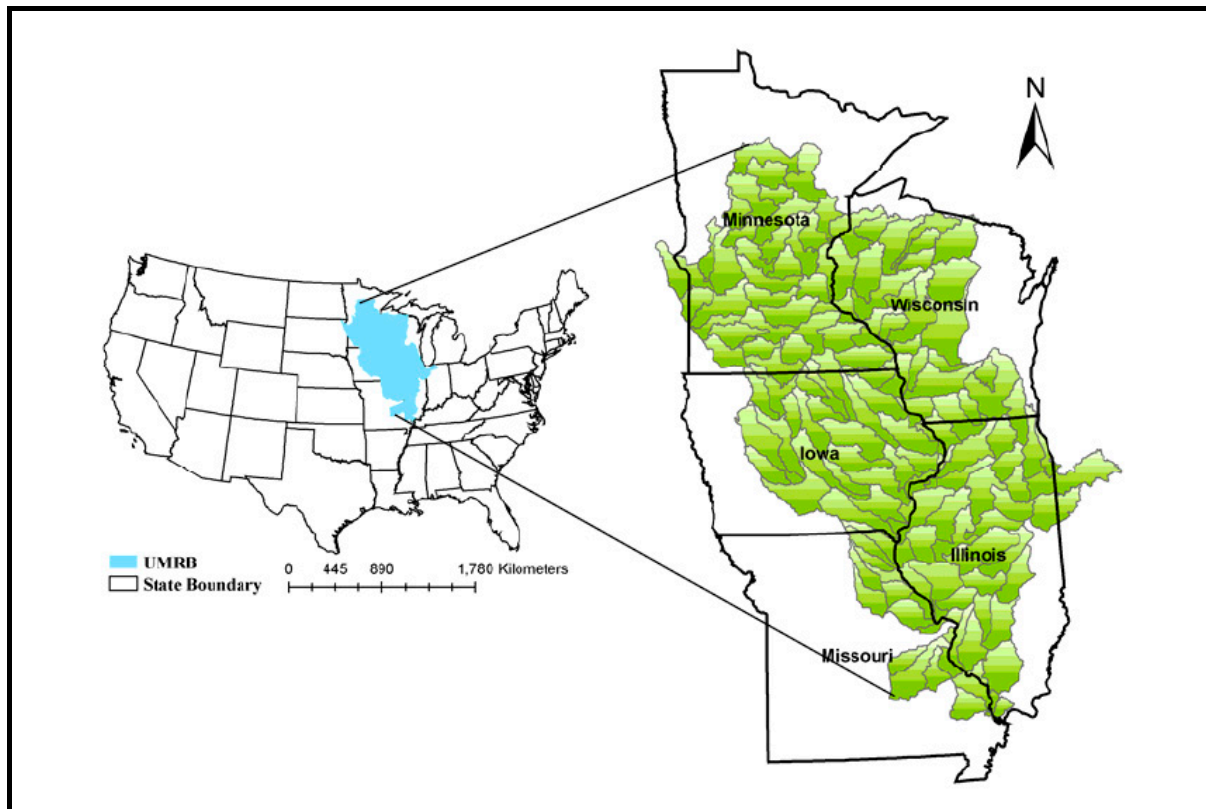 N
Minnesota
Wisconsin
Iowa
Illinois
Missouri
UMRB
State Boundary
0 445 890 1,780 Kilometers